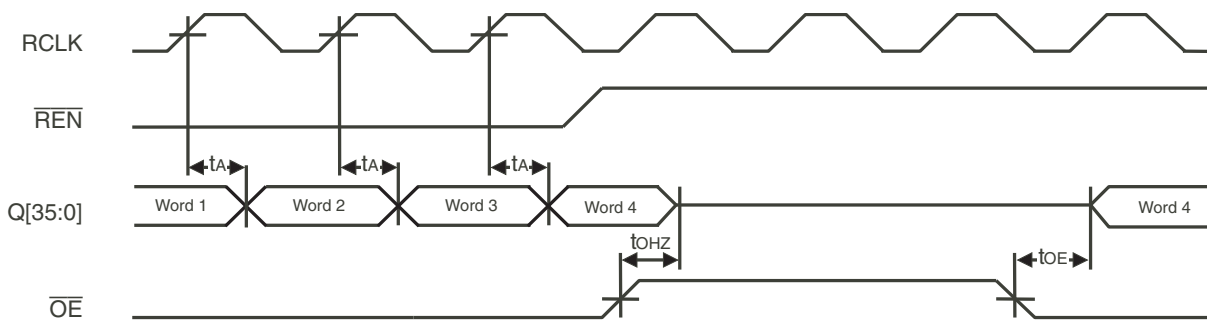 RCLK
REN
tA tA tA
Q[35:0] Word 1 Word 2 Word 3 Word 4 Word 4
tOHZ tOE
OE